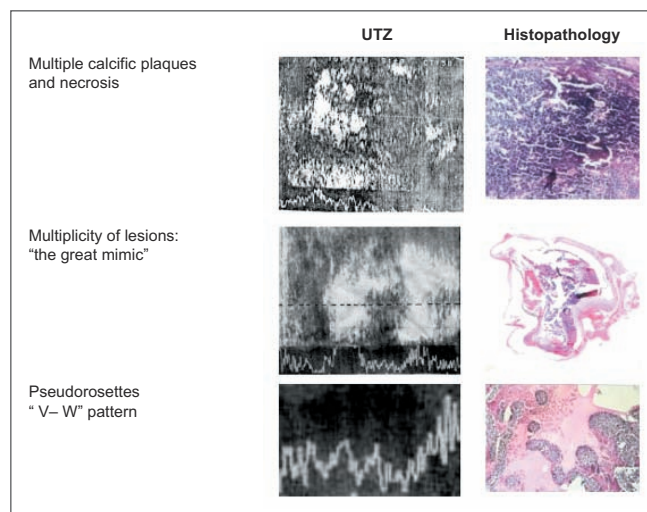 UTZ Histopathology
Multiple calcific plaques
and necrosis
Multiplicity of lesions:
“the great mimic”
Pseudorosettes
“ V– W” pattern